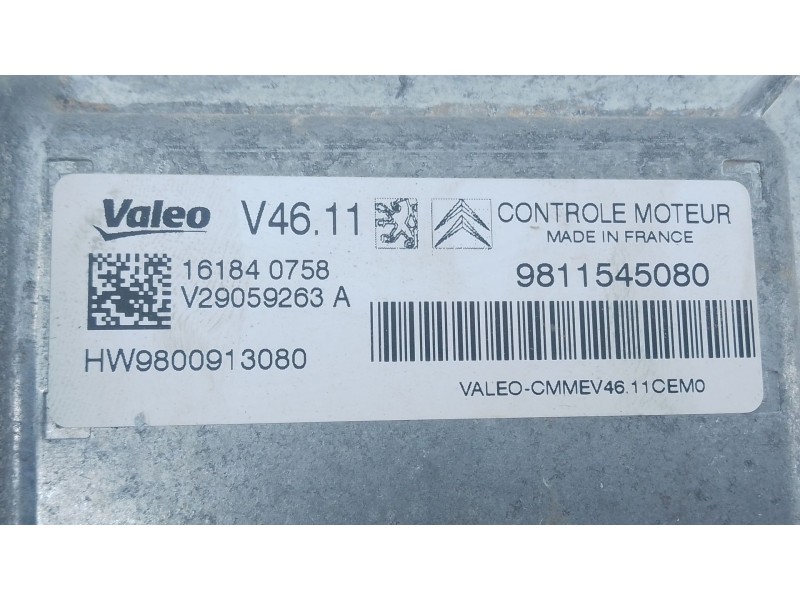 Valeo V46.11 CONTROLE MOTEUR
MADE IN FRANCE
16184 0758
V29059263 A
9811545080
HW9800913080
VALEO-CMMEV46.11CEM0